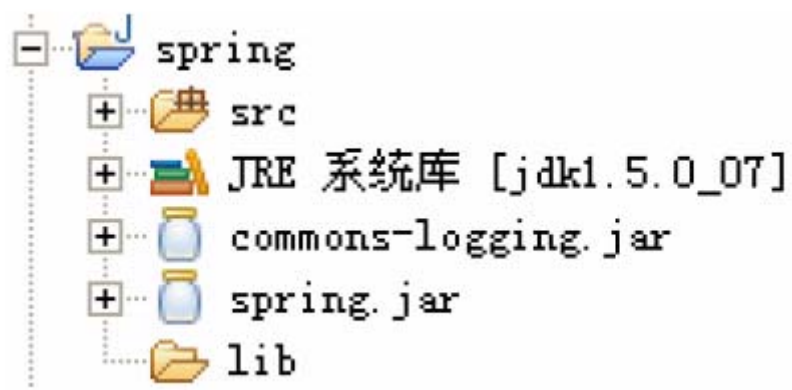 spring
src
JRE 系统库 [jdk1.5.0_07]
commons-logging.jar
spring.jar
lib